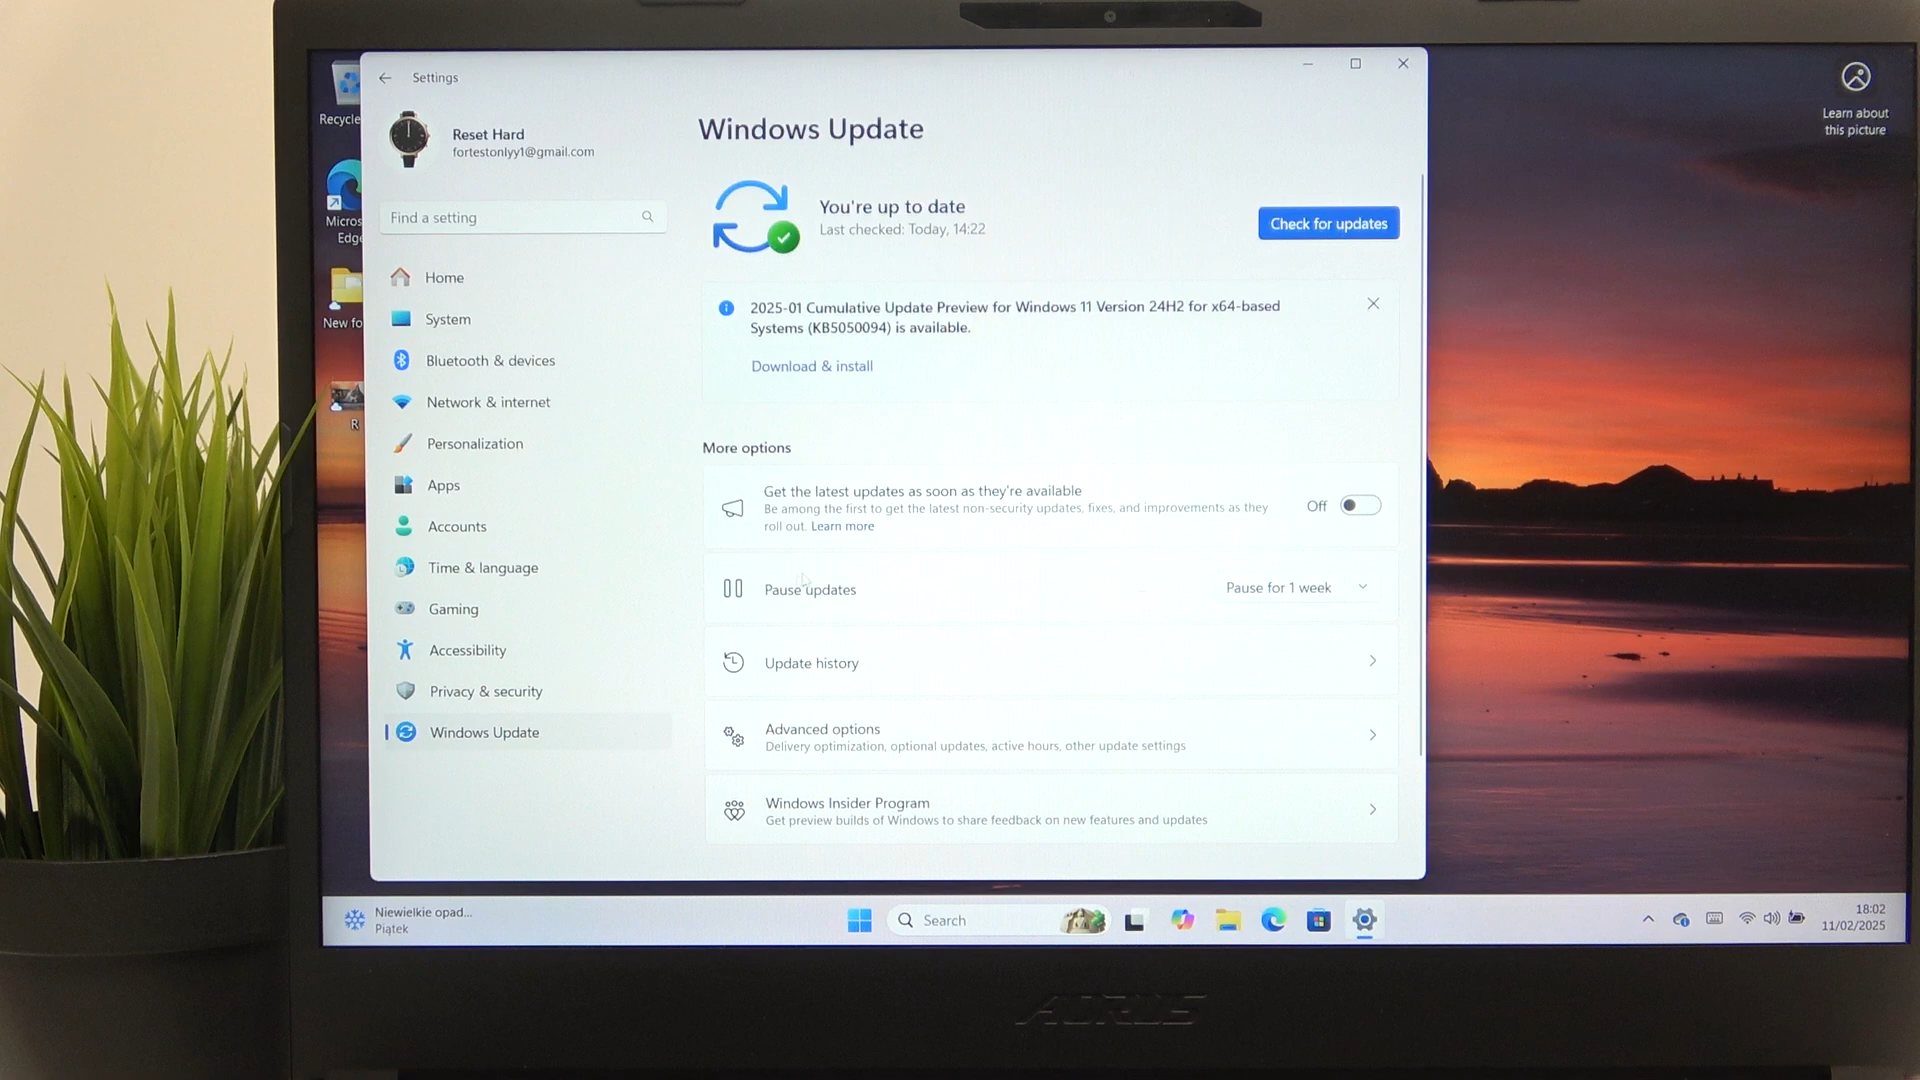 Settings
Reset Hard
fortestonlyy1@gmail.com
Find a setting
Home
System
Bluetooth & devices
Network & internet
Personalization
Apps
Accounts
Time & language
Gaming
Accessibility
Privacy & security
Windows Update
Windows Update
You're up to date
Last checked: Today, 14:22
Check for updates
2025-01 Cumulative Update Preview for Windows 11 Version 24H2 for x64-based
Systems (KB5050094) is available.
Download & install
More options
Get the latest updates as soon as they're available
Be among the first to get the latest non-security updates, fixes, and improvements as they
roll out. Learn more
Off
Pause updates
Pause for 1 week
Update history
Advanced options
Delivery optimization, optional updates, active hours, other update settings
Windows Insider Program
Get preview builds of Windows to share feedback on new features and updates
Recycle
Micros
Edge
New fo
R
Learn about
this picture
Niewielkie opad...
Piątek
Search
18:02
11/02/2025
AORUS